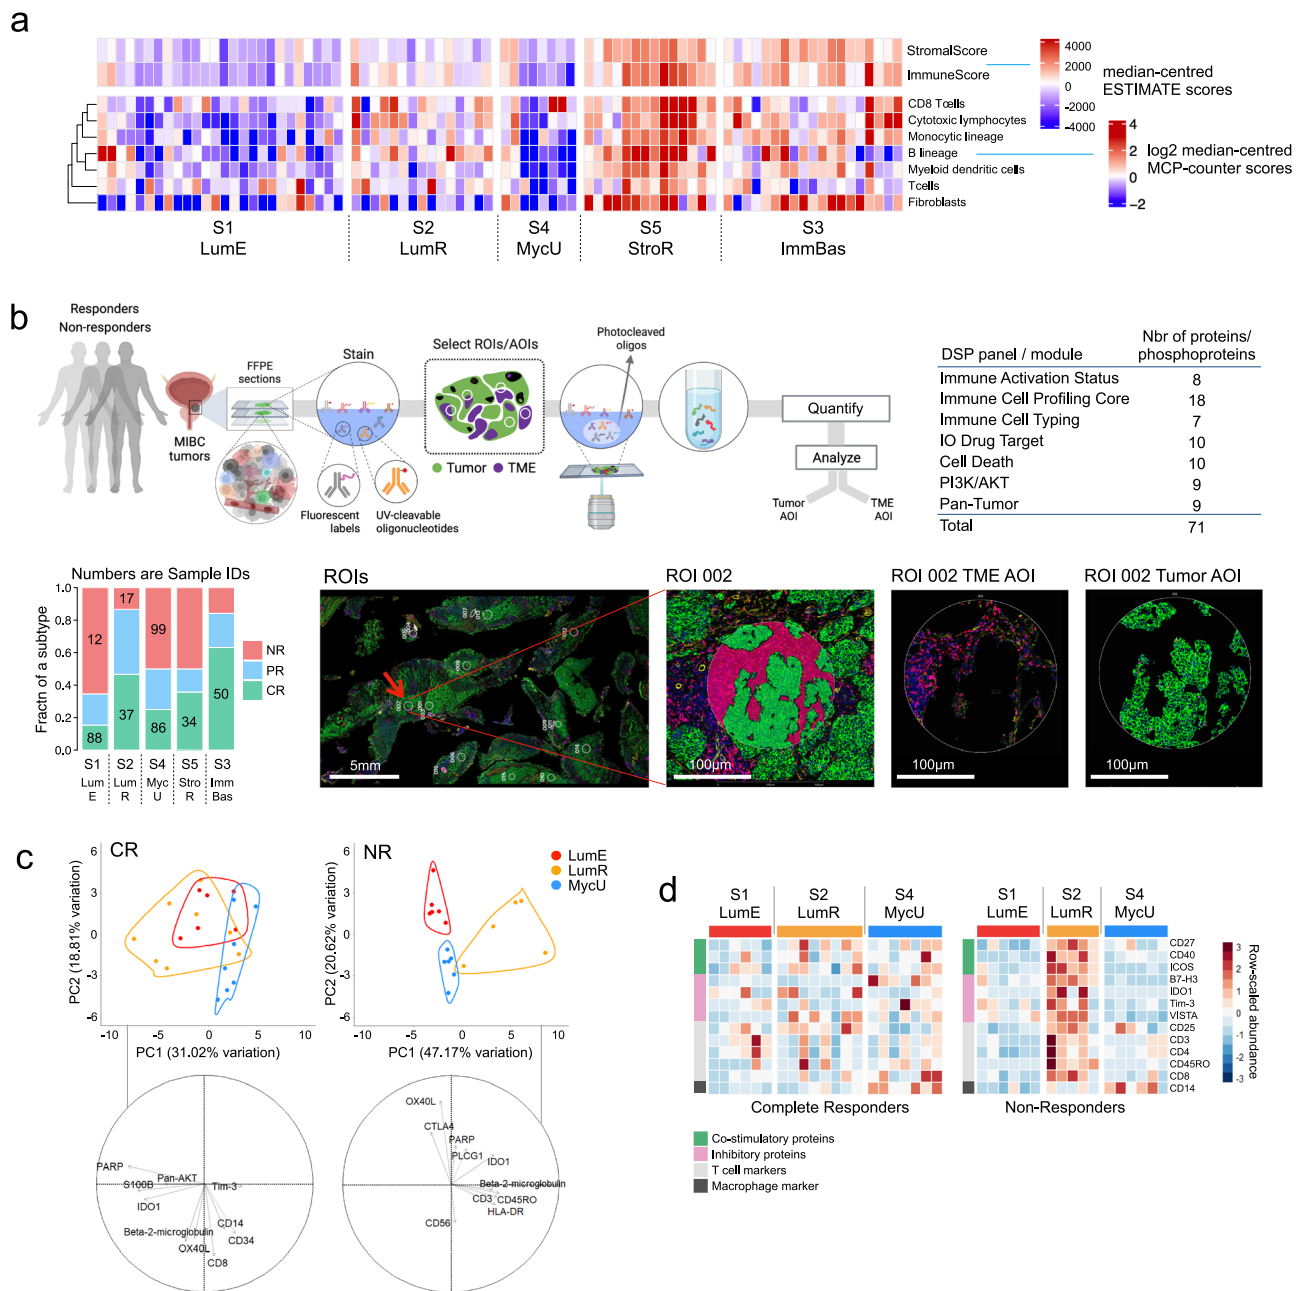 a
StromalScore
ImmuneScore
CD8 Tcells
Cytotoxic lymphocytes
Monocytic lineage
B lineage
Myeloid dendritic cells
Tcells
Fibroblasts
4000
2000
0
-2000
-4000
median-centred
ESTIMATE scores
4
2
0
−2
log2 median-centred
MCP-counter scores
S1
LumE
S2
LumR
S4
MycU
S5
StroR
S3
ImmBas
b
Responders
Non-responders
MIBC
tumors
FFPE
sections
Stain
Fluorescent
labels
UV-cleavable
oligonucleotides
Select ROIs/AOIs
Tumor
TME
Photocleaved
oligos
Quantify
Analyze
Tumor
AOI
TME
AOI
DSP panel / module
Nbr of proteins/
phosphoproteins
Immune Activation Status 8
Immune Cell Profiling Core 18
Immune Cell Typing 7
IO Drug Target 10
Cell Death 10
PI3K/AKT 9
Pan-Tumor 9
Total 71
Numbers are Sample IDs
Fractn of a subtype
1.0
0.8
0.6
0.4
0.2
0.0
12
88
17
37
99
86
34
50
NR
PR
CR
S1
Lum
E
S2
Lum
R
S4
Myc
U
S5
Stro
R
S3
Imm
Bas
ROIs
5mm
ROI 002
100μm
ROI 002 TME AOI
100μm
ROI 002 Tumor AOI
100μm
c
CR
PC2 (18.81% variation)
6
3
0
-3
-6
-10
-5
0
5
10
PC1 (31.02% variation)
NR
PC2 (20.62% variation)
6
3
0
-3
-6
-10
-5
0
5
10
PC1 (47.17% variation)
LumE
LumR
MycU
PARP
Pan-AKT
S100B
Tim-3
IDO1
CD14
Beta-2-microglobulin
CD34
OX40L
CD8
OX40L
CTLA4
PARP
PLCG1
IDO1
Beta-2-microglobulin
CD3
CD45RO
HLA-DR
CD56
d
S1
LumE
S2
LumR
S4
MycU
S1
LumE
S2
LumR
S4
MycU
CD27
CD40
ICOS
B7-H3
IDO1
Tim-3
VISTA
CD25
CD3
CD4
CD45RO
CD8
CD14
3
2
1
0
-1
-2
-3
Row-scaled abundance
Complete Responders
Non-Responders
Co-stimulatory proteins
Inhibitory proteins
T cell markers
Macrophage marker